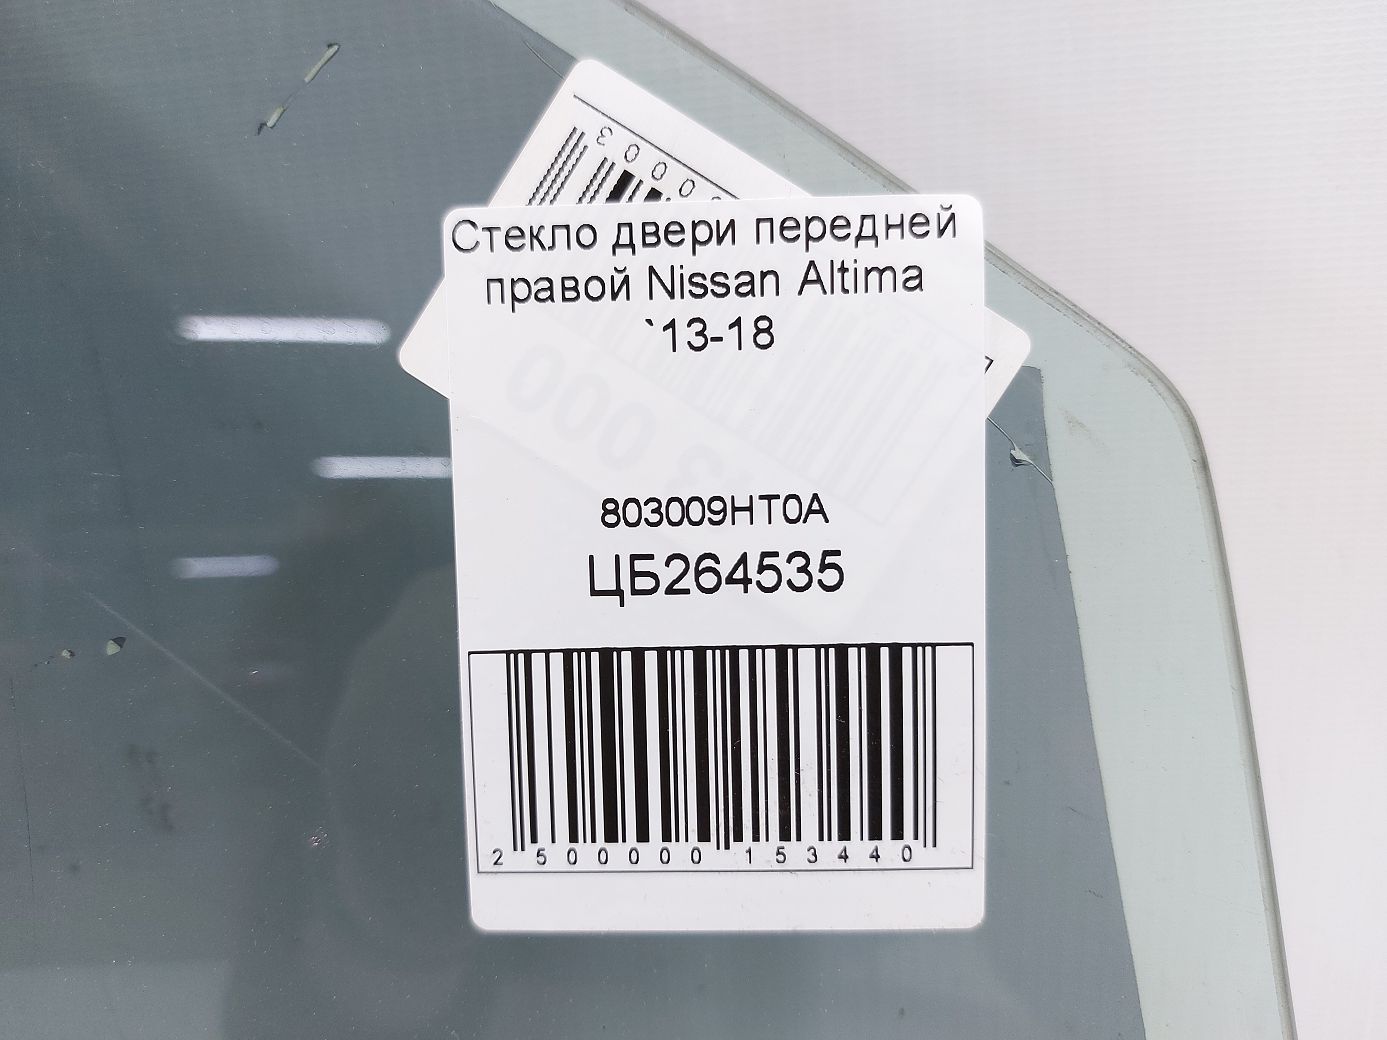 Стекло двери передней
правой Nissan Altima
`13-18
803009HT0A
ЦБ264535
2 500000 153440